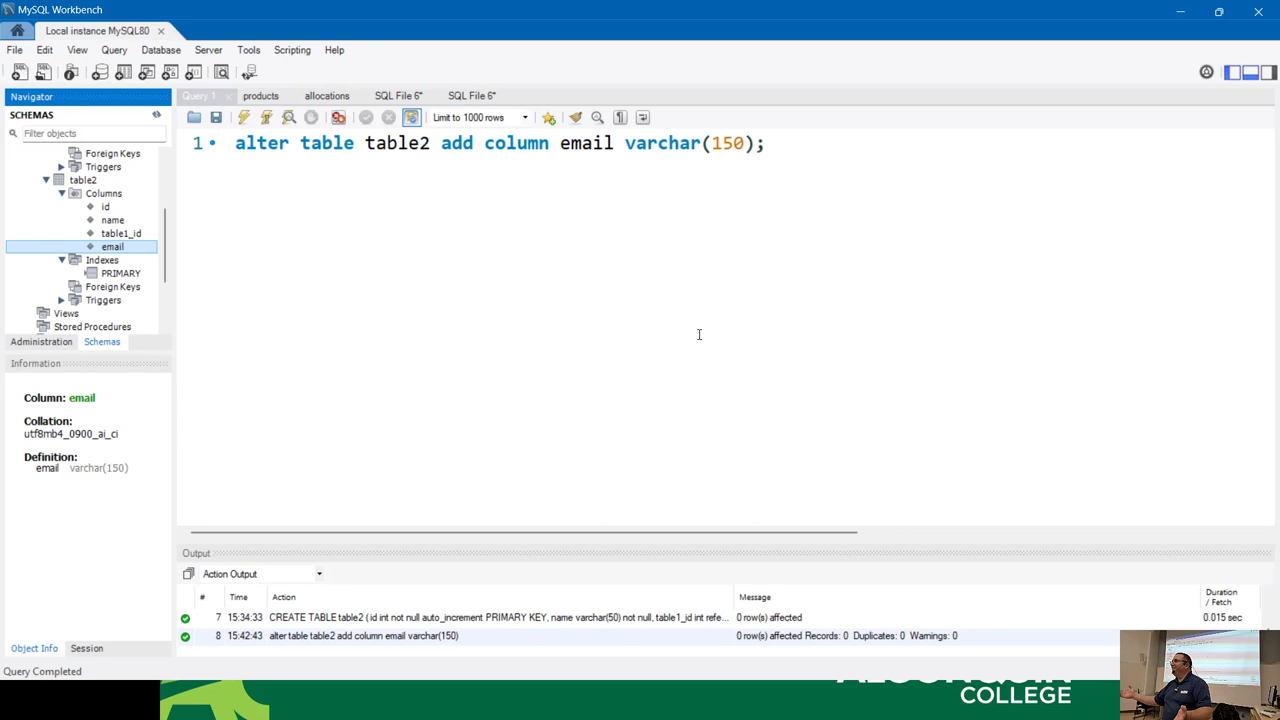 MySQL Workbench
Local instance MySQL80
File Edit View Query Database Server Tools Scripting Help
Navigator
SCHEMAS
Filter objects
Foreign Keys
Triggers
table2
Columns
id
name
table1_id
email
Indexes
PRIMARY
Foreign Keys
Triggers
Views
Stored Procedures
Administration Schemas
Information
Column: email
Collation:
utf8mb4_0900_ai_ci
Definition:
email varchar(150)
Object Info Session
Query Completed
Query 1 products allocations SQL File 6* SQL File 6*
Limit to 1000 rows
1 alter table table2 add column email varchar(150);
Output
Action Output
# Time Action Message Duration / Fetch
7 15:34:33 CREATE TABLE table2 ( id int not null auto_increment PRIMARY KEY, name varchar(50) not null, table1_id int refe... 0 row(s) affected 0.015 sec
8 15:42:43 alter table table2 add column email varchar(150) 0 row(s) affected Records: 0 Duplicates: 0 Warnings: 0
COLLEGE